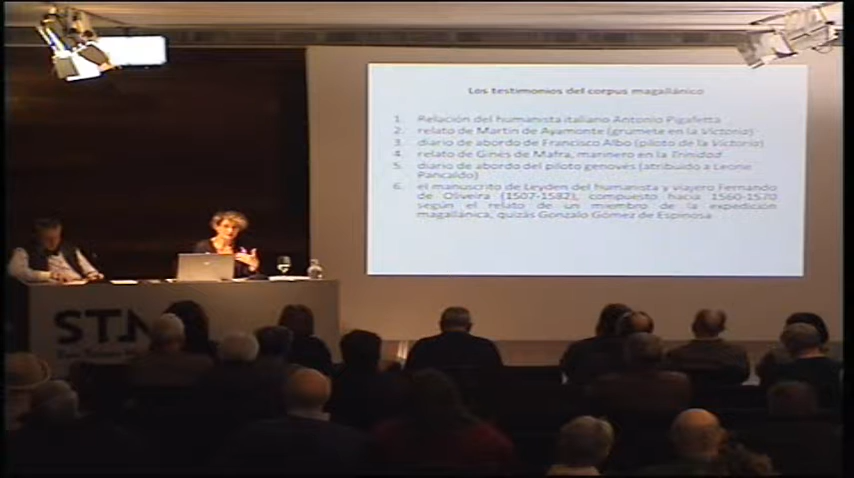 Los testimonios del corpus magallánico
1. Relación del humanista italiano Antonio Pigafetta
2. relato de Martín de Ayamonte (grumete en la Victoria)
3. diario de abordo de Francisco Albo (piloto de la Victoria)
4. relato de Ginés de Mafra, marinero en la Trinidad
5. diario de abordo del piloto genovés (atribuido a Leone
Pancaldo)
6. el manuscrito de Leyden del humanista y viajero Fernando
de Oliveira (1507-1582), compuesto hacia 1560-1570
según el relato de un miembro de la expedición
magallánica, quizás Gonzalo Gómez de Espinosa.
STM